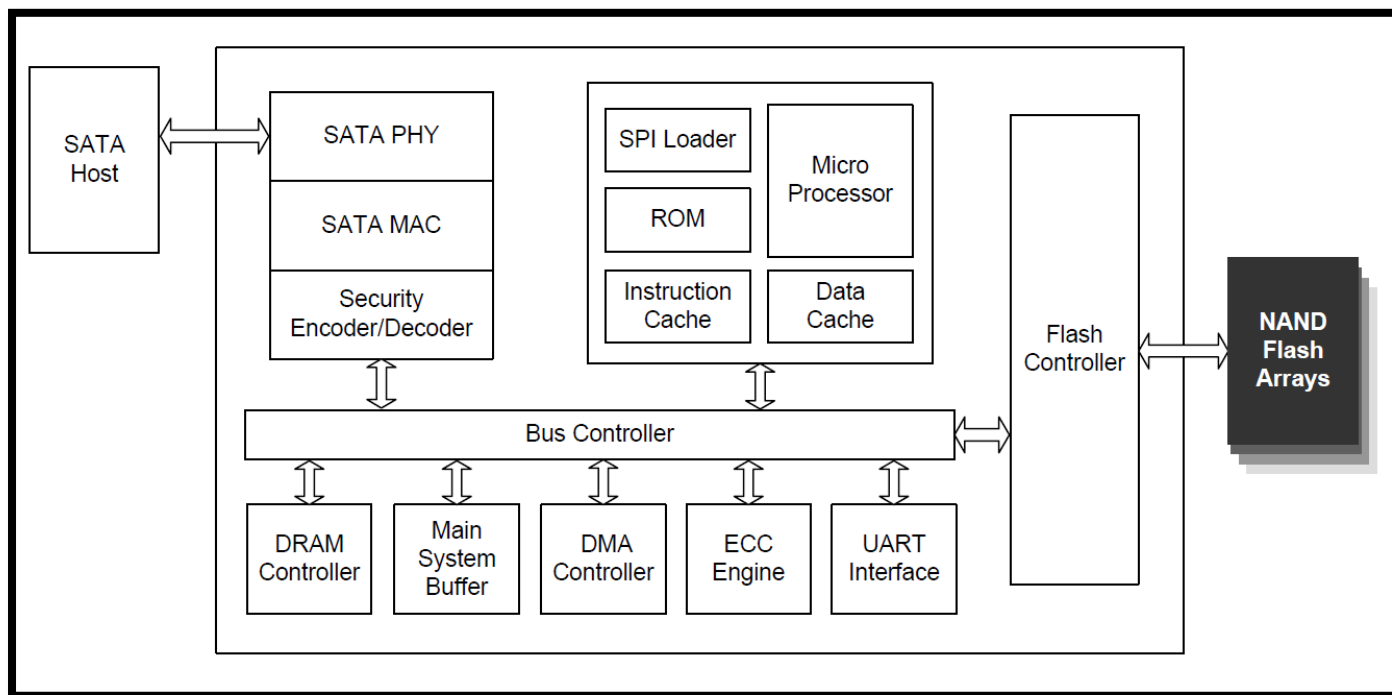 SATA
Host
SATA PHY
SATA MAC
Security
Encoder/Decoder
SPI Loader
ROM
Instruction
Cache
Micro
Processor
Data
Cache
Flash
Controller
NAND
Flash
Arrays
Bus Controller
DRAM
Controller
Main
System
Buffer
DMA
Controller
ECC
Engine
UART
Interface